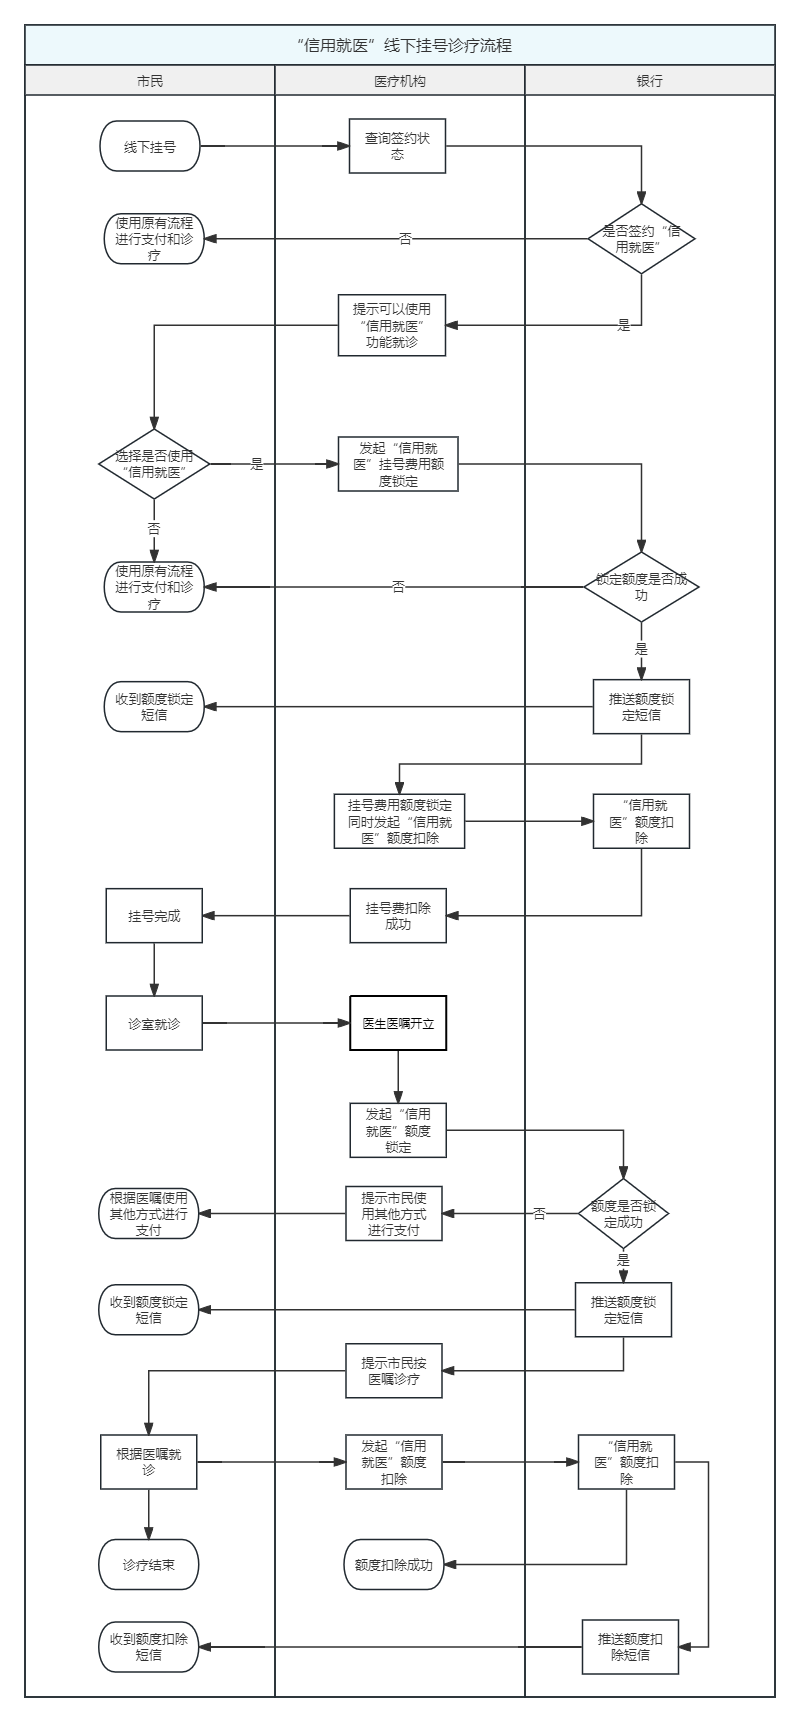 “信用就医”线下挂号诊疗流程
市民
医疗机构
银行
线下挂号
查询签约状
态
是否签约“信
用就医”
否
使用原有流程
进行支付和诊
疗
是
提示可以使用
“信用就医”
功能就诊
选择是否使用
“信用就医”
是
发起“信用就
医”挂号费用额
度锁定
否
使用原有流程
进行支付和诊
疗
否
锁定额度是否成
功
是
收到额度锁定
短信
推送额度锁
定短信
挂号费用额度锁定
同时发起“信用就
医”额度扣除
“信用就
医”额度扣
除
挂号完成
挂号费扣除
成功
诊室就诊
医生医嘱开立
发起“信用
就医”额度
锁定
根据医嘱使用
其他方式进行
支付
提示市民使
用其他方式
进行支付
否
额度是否锁
定成功
是
收到额度锁定
短信
推送额度锁
定短信
提示市民按
医嘱诊疗
根据医嘱就
诊
发起“信用
就医”额度
扣除
“信用就
医”额度扣
除
诊疗结束
额度扣除成功
收到额度扣除
短信
推送额度扣
除短信